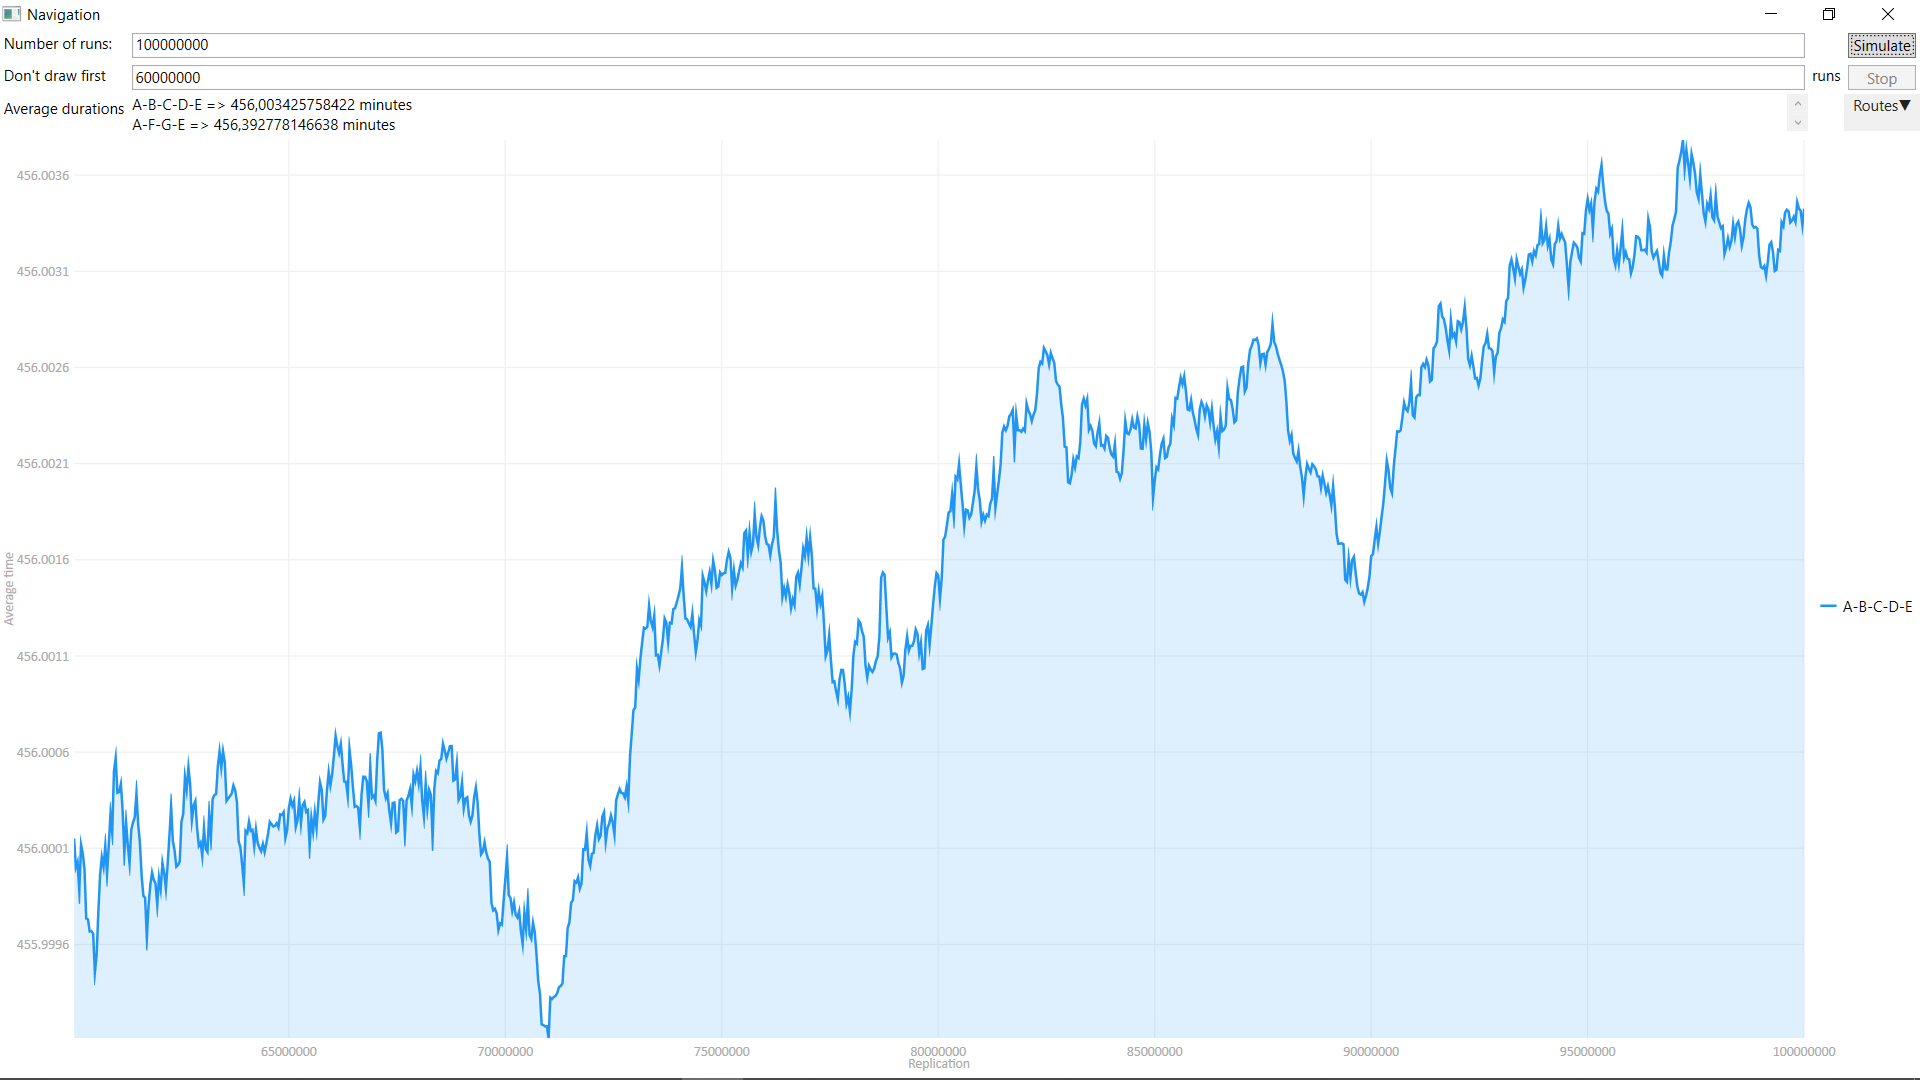 Navigation
Number of runs: 100000000 Simulate
Don't draw first 60000000 runs Stop
Average durations A-B-C-D-E => 456,003425758422 minutes Routes▼
A-F-G-E => 456,392778146638 minutes
456.0036
456.0031
456.0026
456.0021
456.0016
456.0011
456.0006
456.0001
455.9996
Average time
A-B-C-D-E
65000000 70000000 75000000 80000000 85000000 90000000 95000000 100000000
Replication